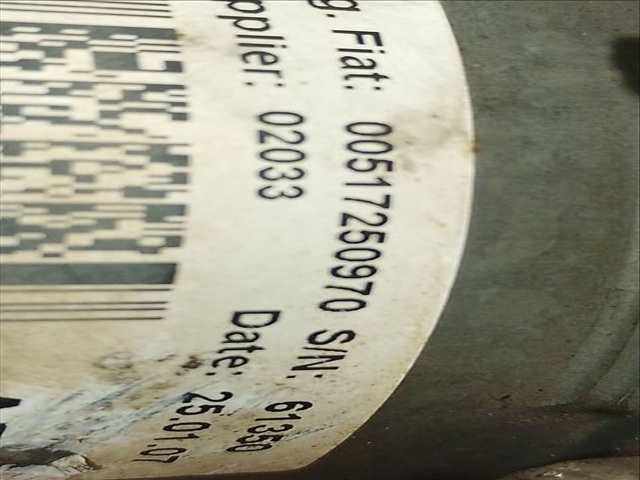 g. Fiat: 00517250970 S/N: 61350
pplier: 02033 Date: 25.01.07